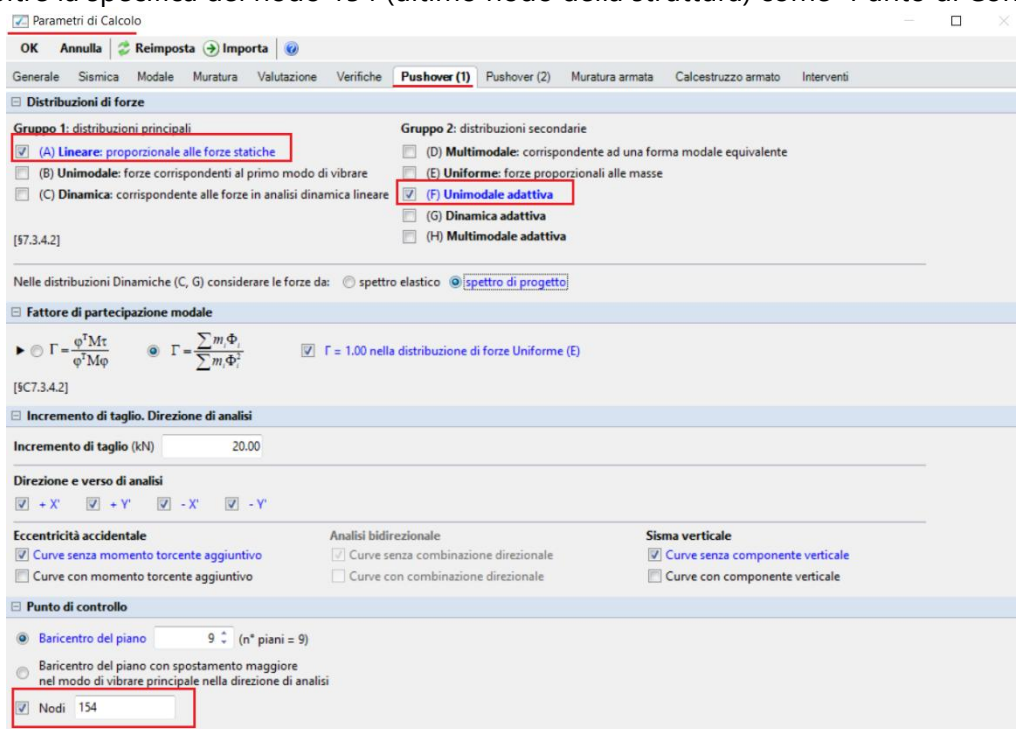 Parametri di Calcolo
OK Annulla Reimposta Importa
Generale Sismica Modale Muratura Valutazione Verifiche Pushover (1) Pushover (2) Muratura armata Calcestruzzo armato Interventi
Distribuzioni di forze
Gruppo 1: distribuzioni principali
(A) Lineare: proporzionale alle forze statiche
(B) Unimodale: forze corrispondenti al primo modo di vibrare
(C) Dinamica: corrispondente alle forze in analisi dinamica lineare
[§7.3.4.2]
Gruppo 2: distribuzioni secondarie
(D) Multimodale: corrispondente ad una forma modale equivalente
(E) Uniforme: forze proporzionali alle masse
(F) Unimodale adattiva
(G) Dinamica adattiva
(H) Multimodale adattiva
Nelle distribuzioni Dinamiche (C, G) considerare le forze da: spettro elastico spettro di progetto
Fattore di partecipazione modale
Γ = φᵀMτ / φᵀMφ Γ = ∑ mᵢΦᵢ / ∑ mᵢΦᵢ² Γ = 1.00 nella distribuzione di forze Uniforme (E)
[§C7.3.4.2]
Incremento di taglio. Direzione di analisi
Incremento di taglio (kN) 20.00
Direzione e verso di analisi
+ X' + Y' - X' - Y'
Eccentricità accidentale
Curve senza momento torcente aggiuntivo
Curve con momento torcente aggiuntivo
Analisi bidirezionale
Curve senza combinazione direzionale
Curve con combinazione direzionale
Sisma verticale
Curve senza componente verticale
Curve con componente verticale
Punto di controllo
Baricentro del piano 9 (n° piani = 9)
Baricentro del piano con spostamento maggiore
nel modo di vibrare principale nella direzione di analisi
Nodi 154